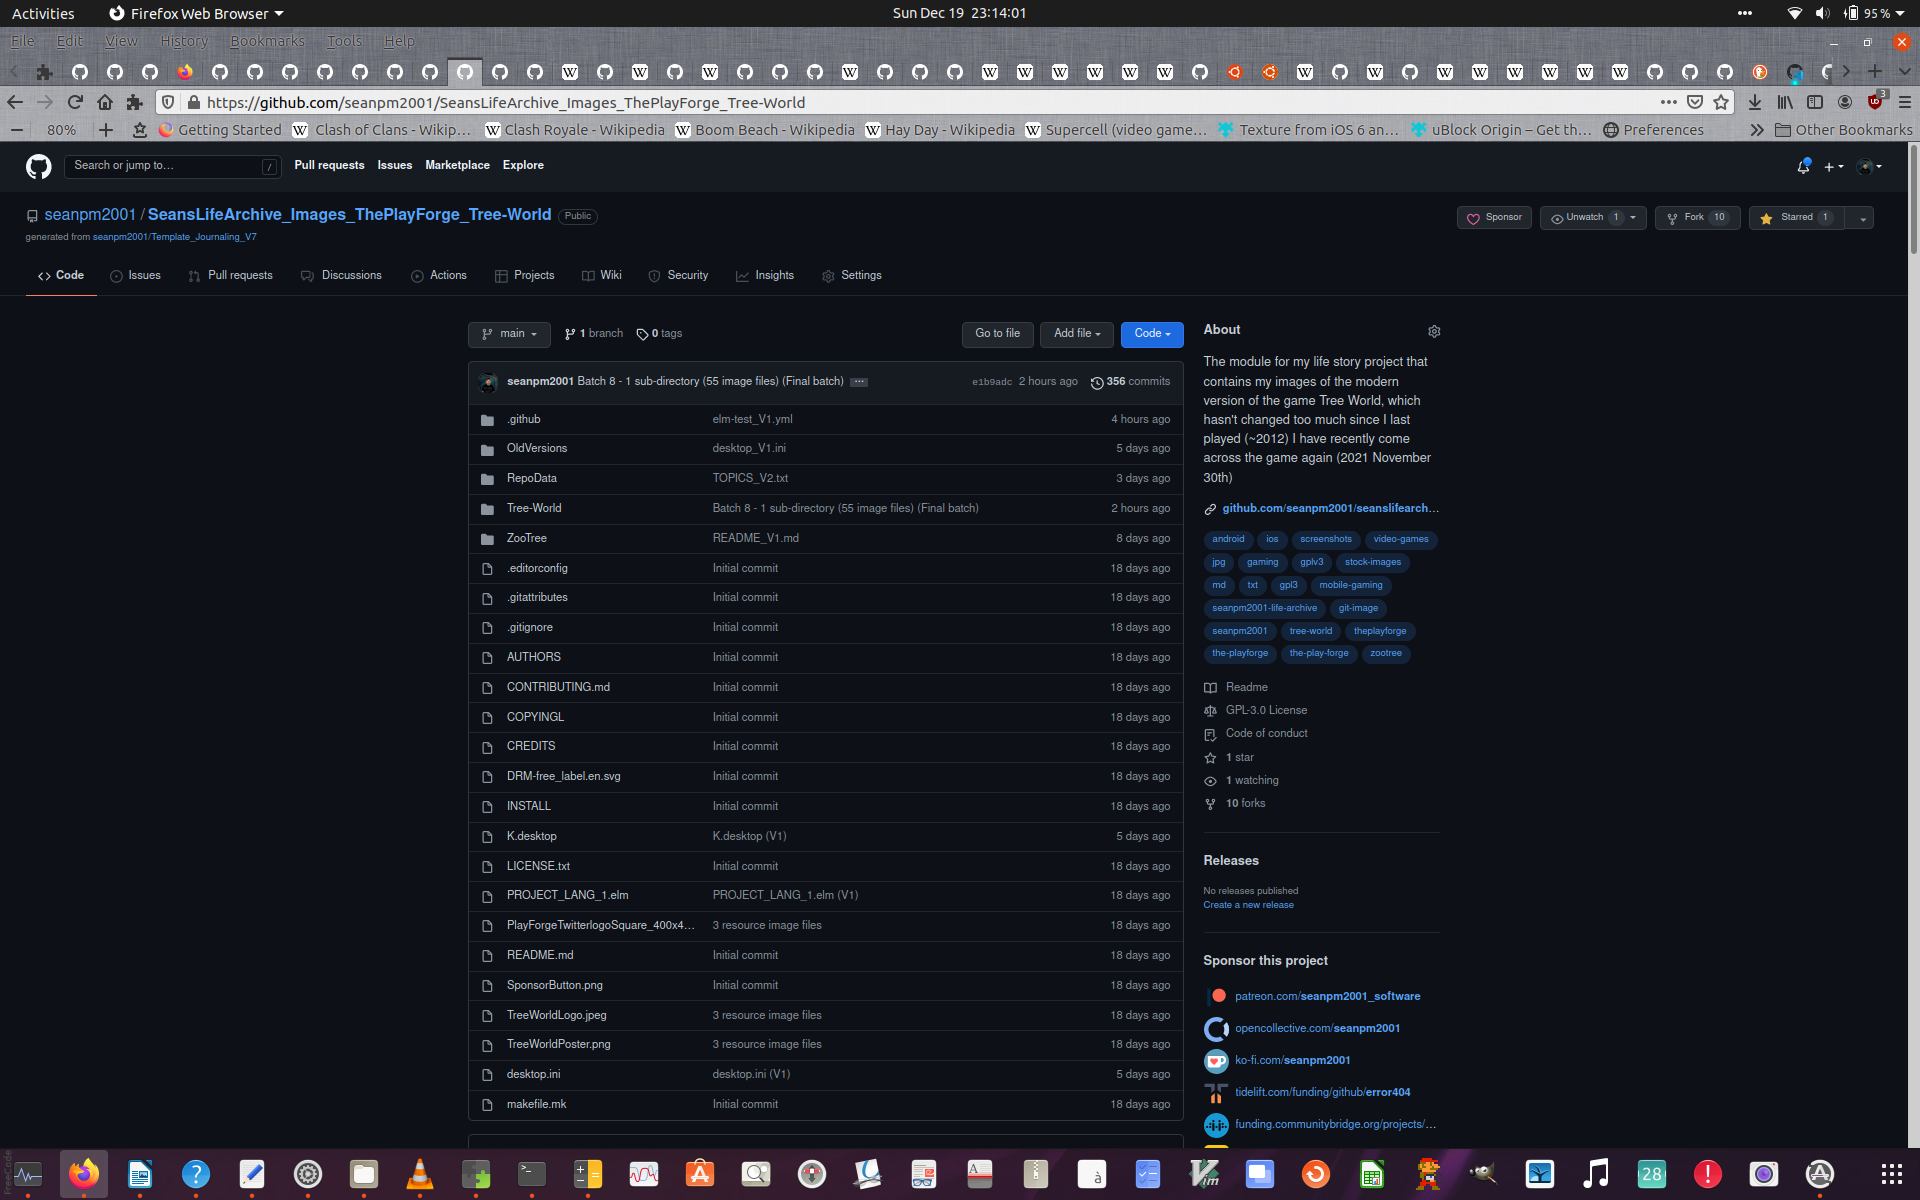 Activities Firefox Web Browser Sun Dec 19 23:14:01 95 %
File Edit View History Bookmarks Tools Help
https://github.com/seanpm2001/SeansLifeArchive_Images_ThePlayForge_Tree-World 3
80% Getting Started Clash of Clans - Wikip... Clash Royale - Wikipedia Boom Beach - Wikipedia Hay Day - Wikipedia Supercell (video game... Texture from iOS 6 an... uBlock Origin – Get th... Preferences Other Bookmarks
Search or jump to... / Pull requests Issues Marketplace Explore
seanpm2001 / SeansLifeArchive_Images_ThePlayForge_Tree-World Public Sponsor Unwatch 1 Fork 10 Starred 1
generated from seanpm2001/Template_Journaling_V7
Code Issues Pull requests Discussions Actions Projects Wiki Security Insights Settings
main 1 branch 0 tags Go to file Add file Code
seanpm2001 Batch 8 - 1 sub-directory (55 image files) (Final batch) ... e1b9adc 2 hours ago 356 commits
.github elm-test_V1.yml 4 hours ago
OldVersions desktop_V1.ini 5 days ago
RepoData TOPICS_V2.txt 3 days ago
Tree-World Batch 8 - 1 sub-directory (55 image files) (Final batch) 2 hours ago
ZooTree README_V1.md 8 days ago
.editorconfig Initial commit 18 days ago
.gitattributes Initial commit 18 days ago
.gitignore Initial commit 18 days ago
AUTHORS Initial commit 18 days ago
CONTRIBUTING.md Initial commit 18 days ago
COPYINGL Initial commit 18 days ago
CREDITS Initial commit 18 days ago
DRM-free_label.en.svg Initial commit 18 days ago
INSTALL Initial commit 18 days ago
K.desktop K.desktop (V1) 5 days ago
LICENSE.txt Initial commit 18 days ago
PROJECT_LANG_1.elm PROJECT_LANG_1.elm (V1) 18 days ago
PlayForgeTwitterlogoSquare_400x4... 3 resource image files 18 days ago
README.md Initial commit 18 days ago
SponsorButton.png Initial commit 18 days ago
TreeWorldLogo.jpeg 3 resource image files 18 days ago
TreeWorldPoster.png 3 resource image files 18 days ago
desktop.ini desktop.ini (V1) 5 days ago
makefile.mk Initial commit 18 days ago
About
The module for my life story project that
contains my images of the modern
version of the game Tree World, which
hasn't changed too much since I last
played (~2012) I have recently come
across the game again (2021 November
30th)
github.com/seanpm2001/seanslifearch...
android ios screenshots video-games
jpg gaming gplv3 stock-images
md txt gpl3 mobile-gaming
seanpm2001-life-archive git-image
seanpm2001 tree-world theplayforge
the-playforge the-play-forge zootree
Readme
GPL-3.0 License
Code of conduct
1 star
1 watching
10 forks
Releases
No releases published
Create a new release
Sponsor this project
patreon.com/seanpm2001_software
opencollective.com/seanpm2001
ko-fi.com/seanpm2001
tidelift.com/funding/github/error404
funding.communitybridge.org/projects/...
FreeCode
28